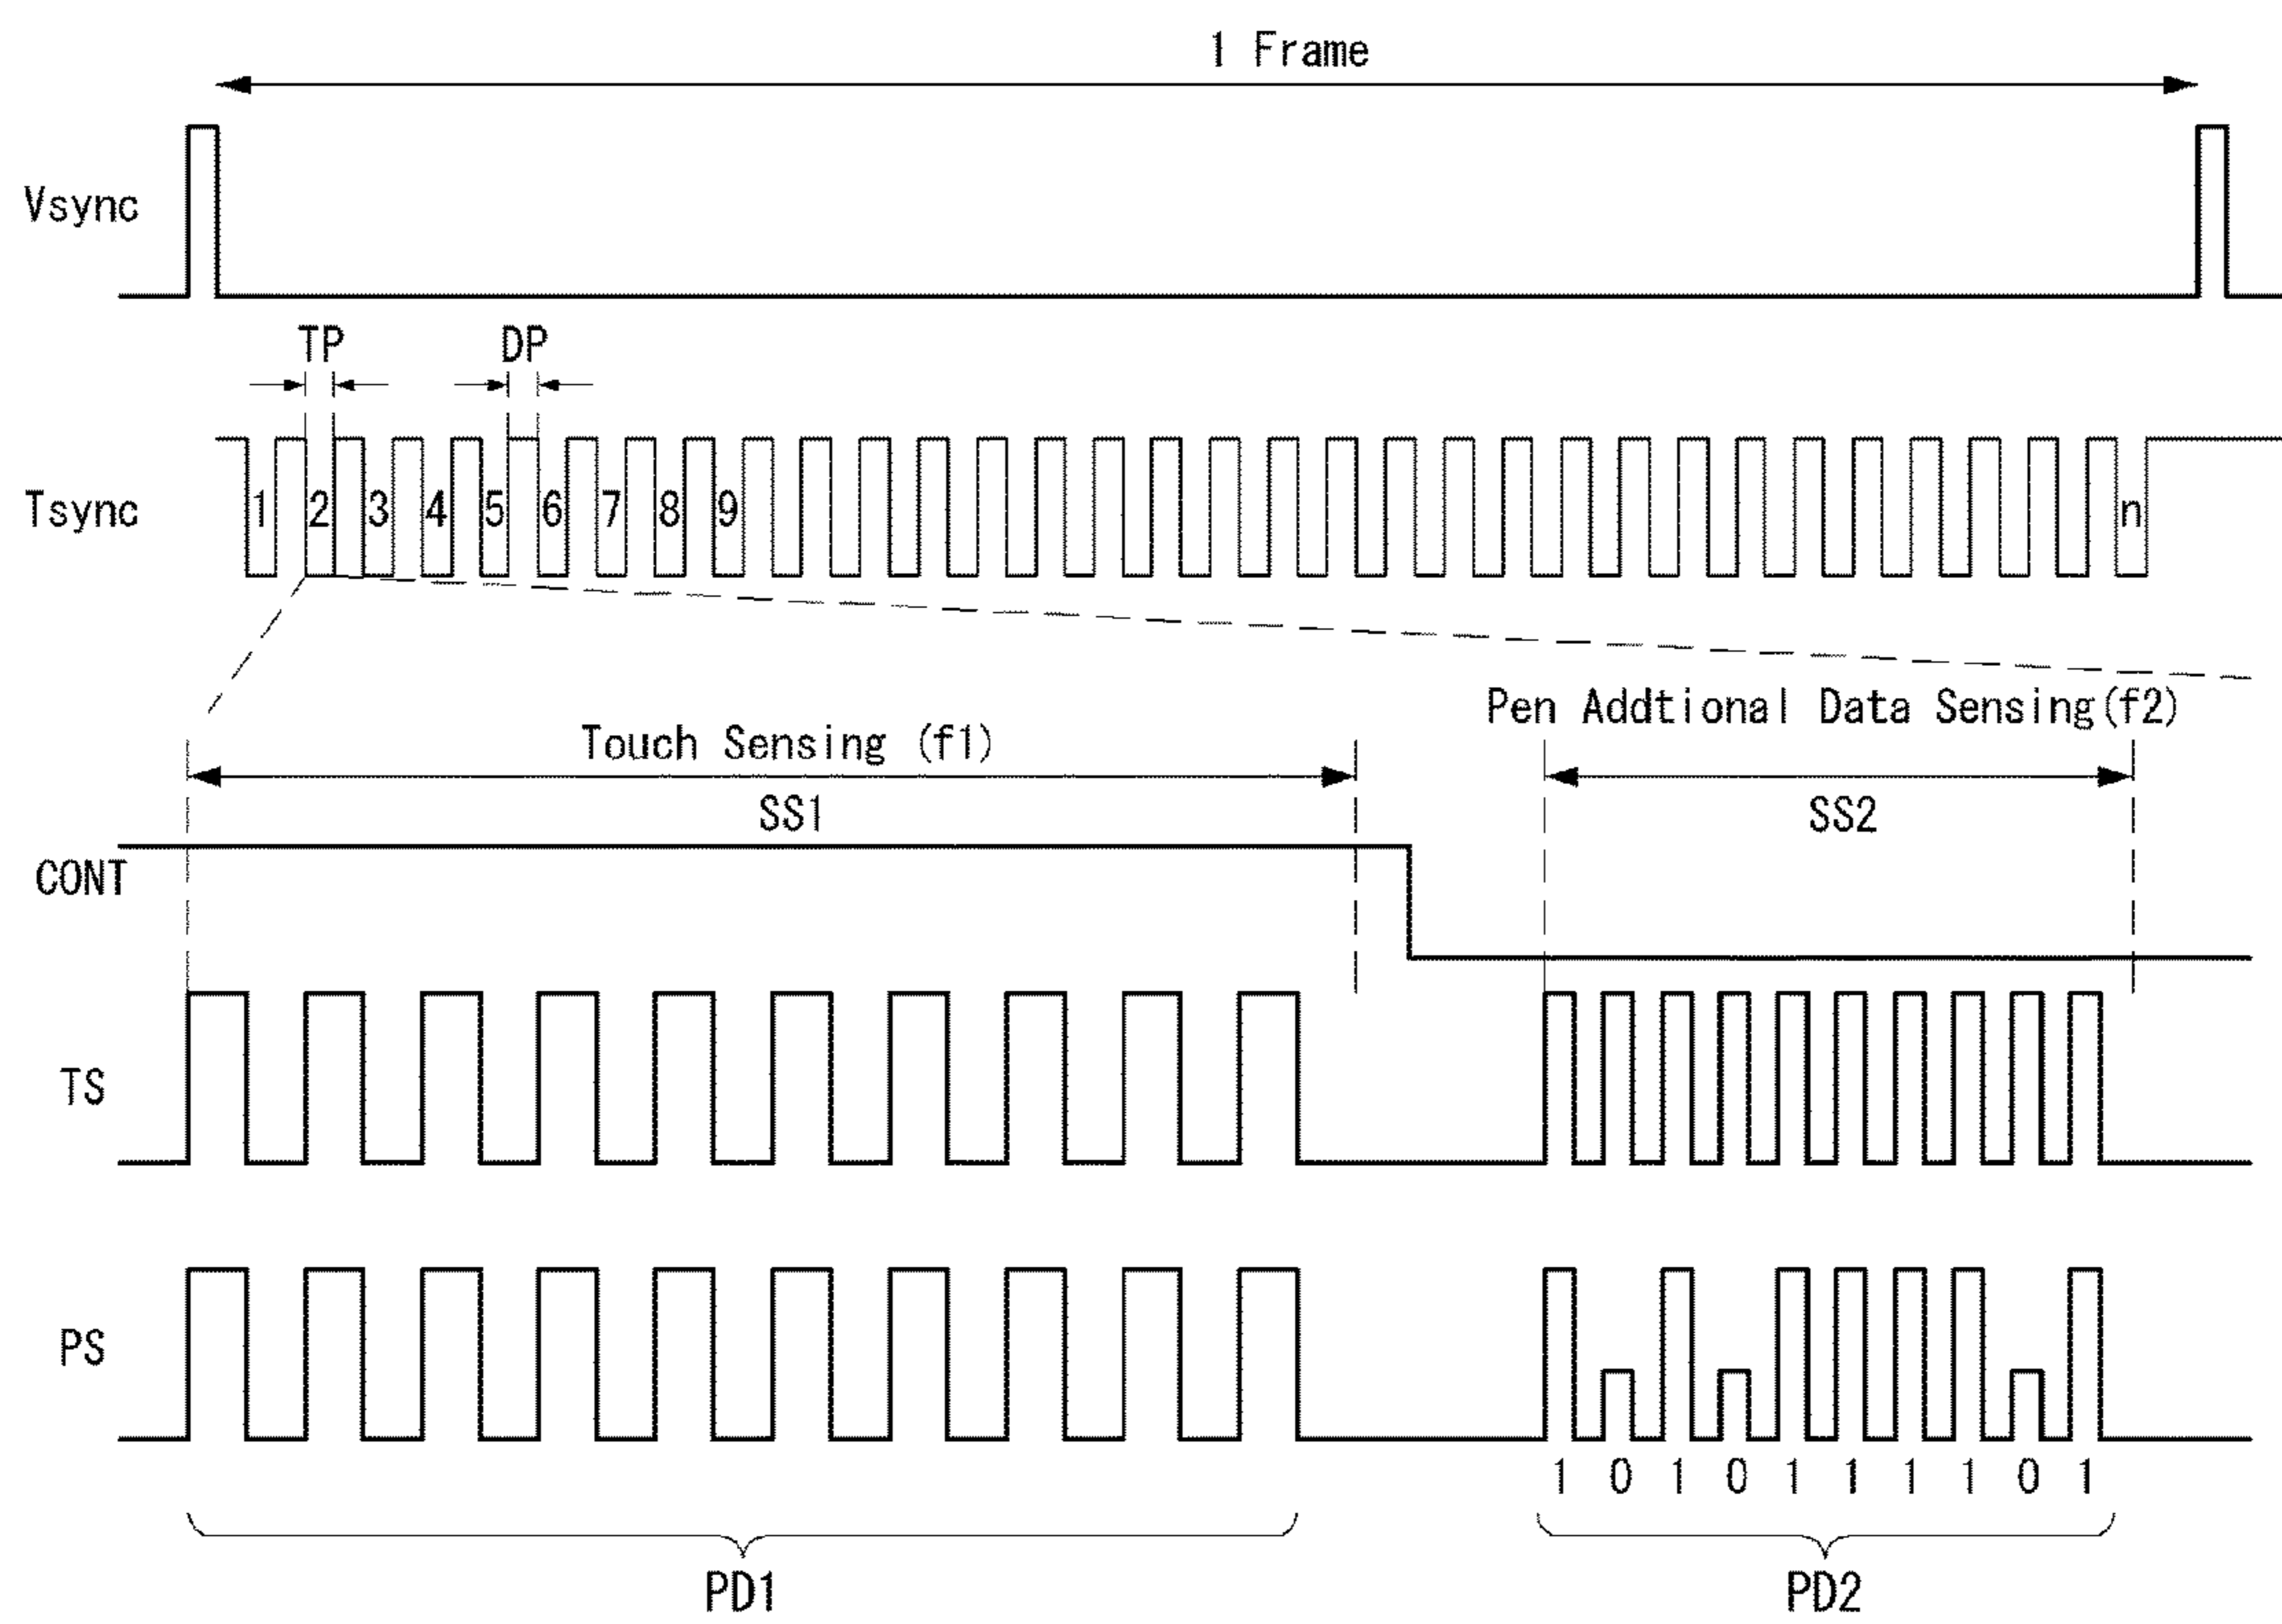 1 Frame
Vsync
TP
DP
Tsync
1 2 3 4 5 6 7 8 9 n
Pen Addtional Data Sensing(f2)
Touch Sensing (f1)
SS1
SS2
CONT
TS
PS
1 0 1 0 1 1 1 1 0 1
PD1
PD2